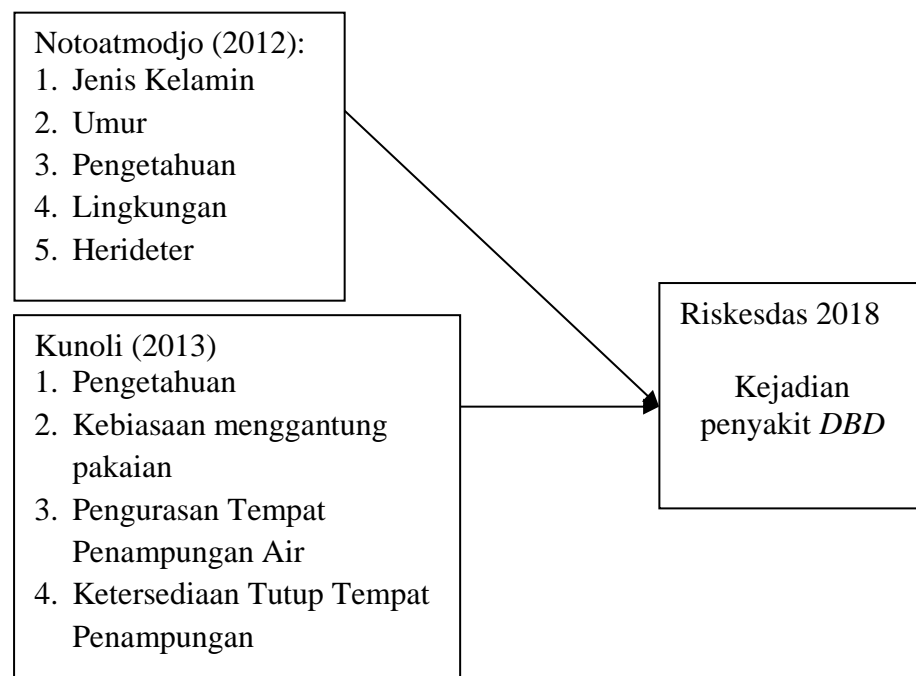 Notoatmodjo (2012):
1. Jenis Kelamin
2. Umur
3. Pengetahuan
4. Lingkungan
5. Herideter
Kunoli (2013)
1. Pengetahuan
2. Kebiasaan menggantung
pakaian
3. Pengurasan Tempat
Penampungan Air
4. Ketersediaan Tutup Tempat
Penampungan
Riskesdas 2018
Kejadian
penyakit DBD